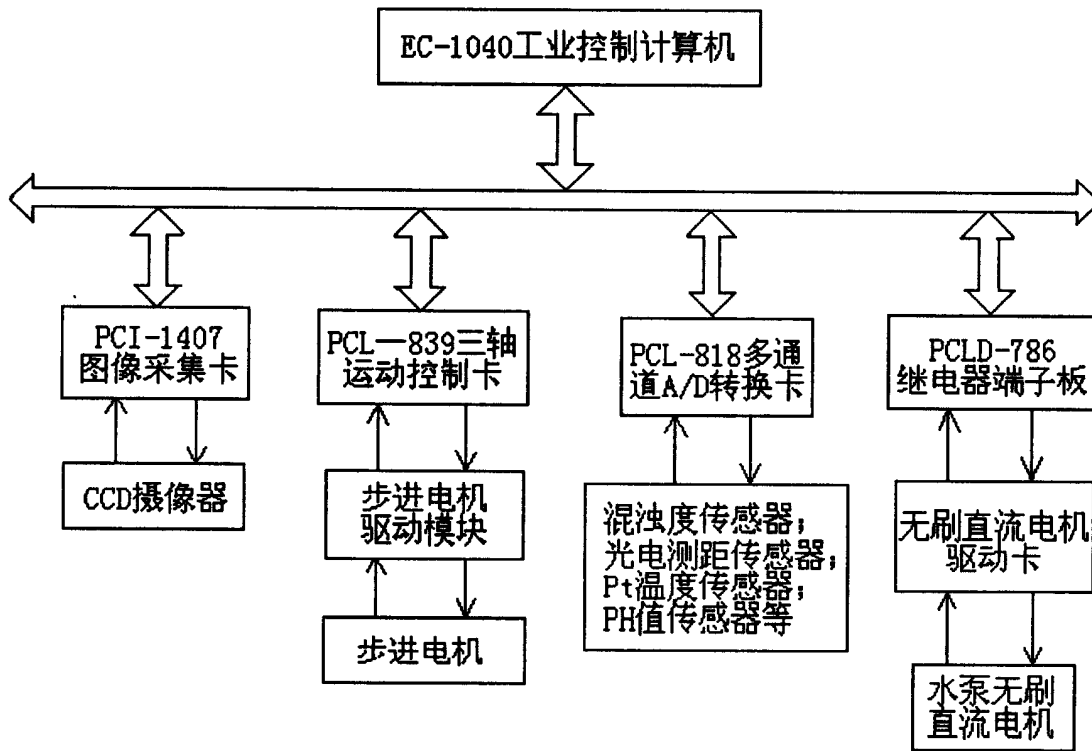 EC-1040工业控制计算机
PCI-1407
图像采集卡
PCL—839三轴
运动控制卡
PCL-818多通
道A/D转换卡
PCLD-786
继电器端子板
CCD摄像器
步进电机
驱动模块
混浊度传感器；
光电测距传感器；
Pt温度传感器；
PH值传感器等
无刷直流电机
驱动卡
步进电机
水泵无刷
直流电机